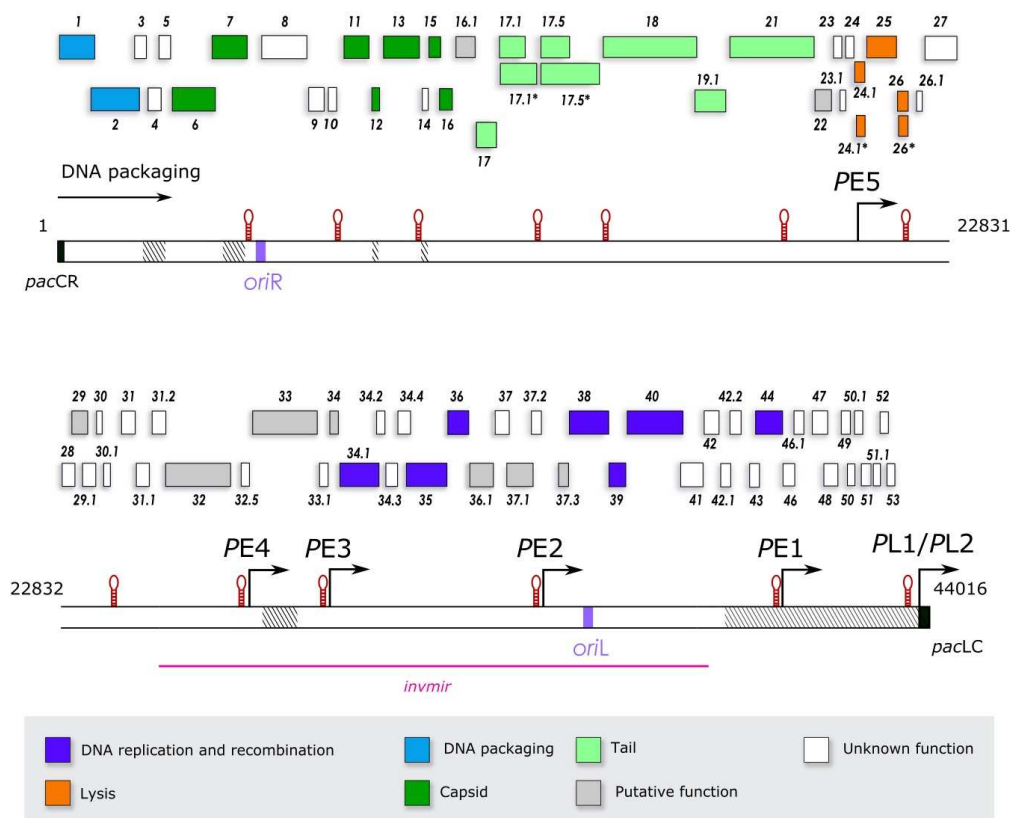 1 3 5 7 8 11 13 15 16.1 17.1 17.5 18 21 23 24 25 27
17.1* 17.5* 19.1 23.1 24.1 26 26.1
2 4 6 9 10 12 14 16 22
17 24.1* 26*
DNA packaging
PE5
1 22831
pacCR oriR
29 30 31 31.2 33 34 34.2 34.4 36 37 37.2 38 40 42 42.2 44 46.1 47 49 50.1 52
28 30.1 34.1 51.1
29.1 31.1 32 32.5 33.1 34.3 35 36.1 37.1 37.3 39 41 42.1 43 46 48 50 51 53
PE4 PE3 PE2 PE1 PL1/PL2
22832 44016
oriL pacLC
invmir
DNA replication and recombination DNA packaging Tail Unknown function
Lysis Capsid Putative function